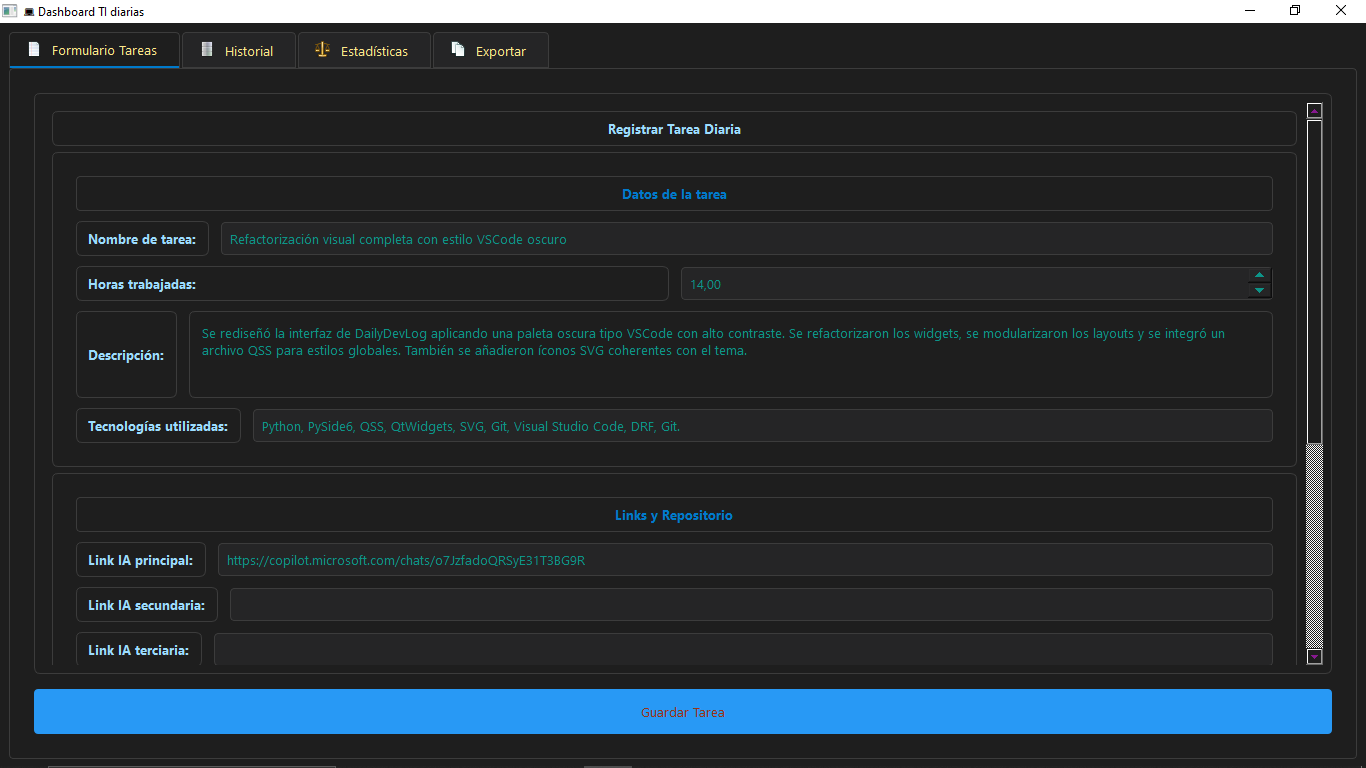 Dashboard TI diarias
Formulario Tareas
Historial
Estadísticas
Exportar
Registrar Tarea Diaria
Datos de la tarea
Nombre de tarea: Refactorización visual completa con estilo VSCode oscuro
Horas trabajadas: 14,00
Descripción: Se rediseñó la interfaz de DailyDevLog aplicando una paleta oscura tipo VSCode con alto contraste. Se refactorizaron los widgets, se modularizaron los layouts y se integró un
archivo QSS para estilos globales. También se añadieron íconos SVG coherentes con el tema.
Tecnologías utilizadas: Python, PySide6, QSS, QtWidgets, SVG, Git, Visual Studio Code, DRF, Git.
Links y Repositorio
Link IA principal: https://copilot.microsoft.com/chats/o7JzfadoQRSyE31T3BG9R
Link IA secundaria:
Link IA terciaria:
Guardar Tarea